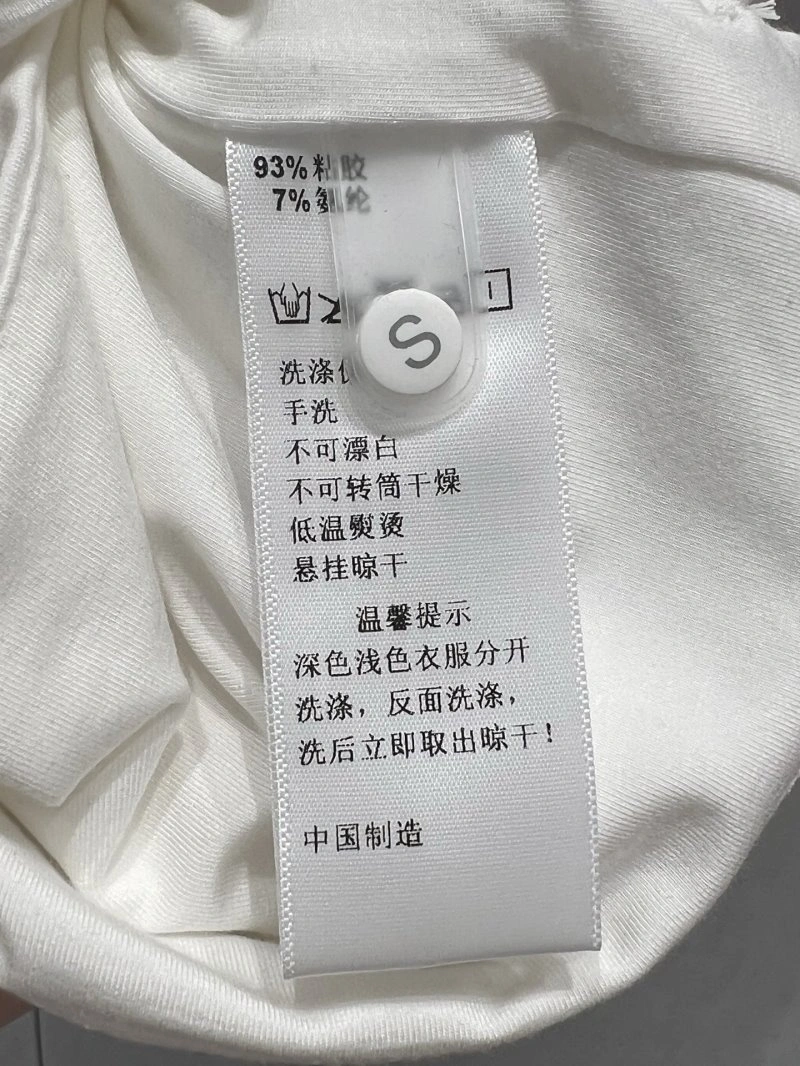 93%粘胶
7%氨纶
S
洗涤
手洗
不可漂白
不可转筒干燥
低温熨烫
悬挂晾干
温馨提示
深色浅色衣服分开
洗涤，反面洗涤，
洗后立即取出晾干！
中国制造